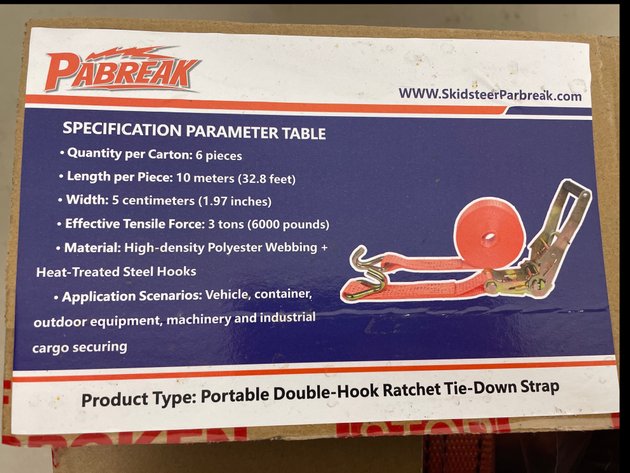 PABREAK
WWW.SkidsteerParbreak.com
SPECIFICATION PARAMETER TABLE
• Quantity per Carton: 6 pieces
• Length per Piece: 10 meters (32.8 feet)
• Width: 5 centimeters (1.97 inches)
• Effective Tensile Force: 3 tons (6000 pounds)
• Material: High-density Polyester Webbing +
Heat-Treated Steel Hooks
• Application Scenarios: Vehicle, container,
outdoor equipment, machinery and industrial
cargo securing
Product Type: Portable Double-Hook Ratchet Tie-Down Strap